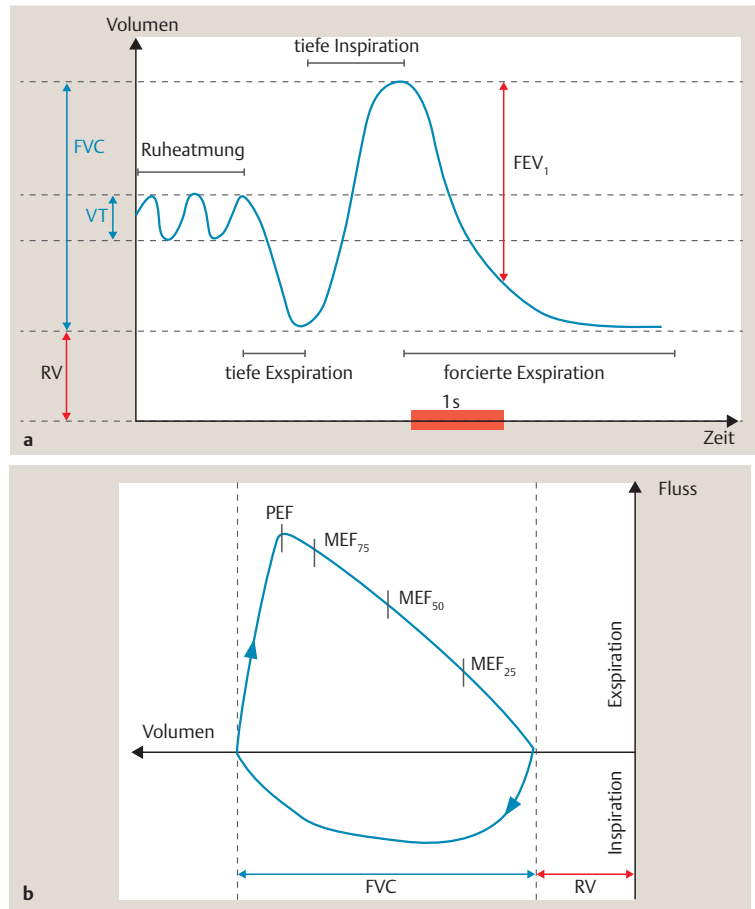 Volumen
tiefe Inspiration
FVC
Ruheatmung
FEV₁
VT
RV
tiefe Exspiration
forcierte Exspiration
1 s
a
Zeit
Fluss
PEF
MEF₇₅
MEF₅₀
MEF₂₅
Exspiration
Volumen
Inspiration
b
FVC
RV